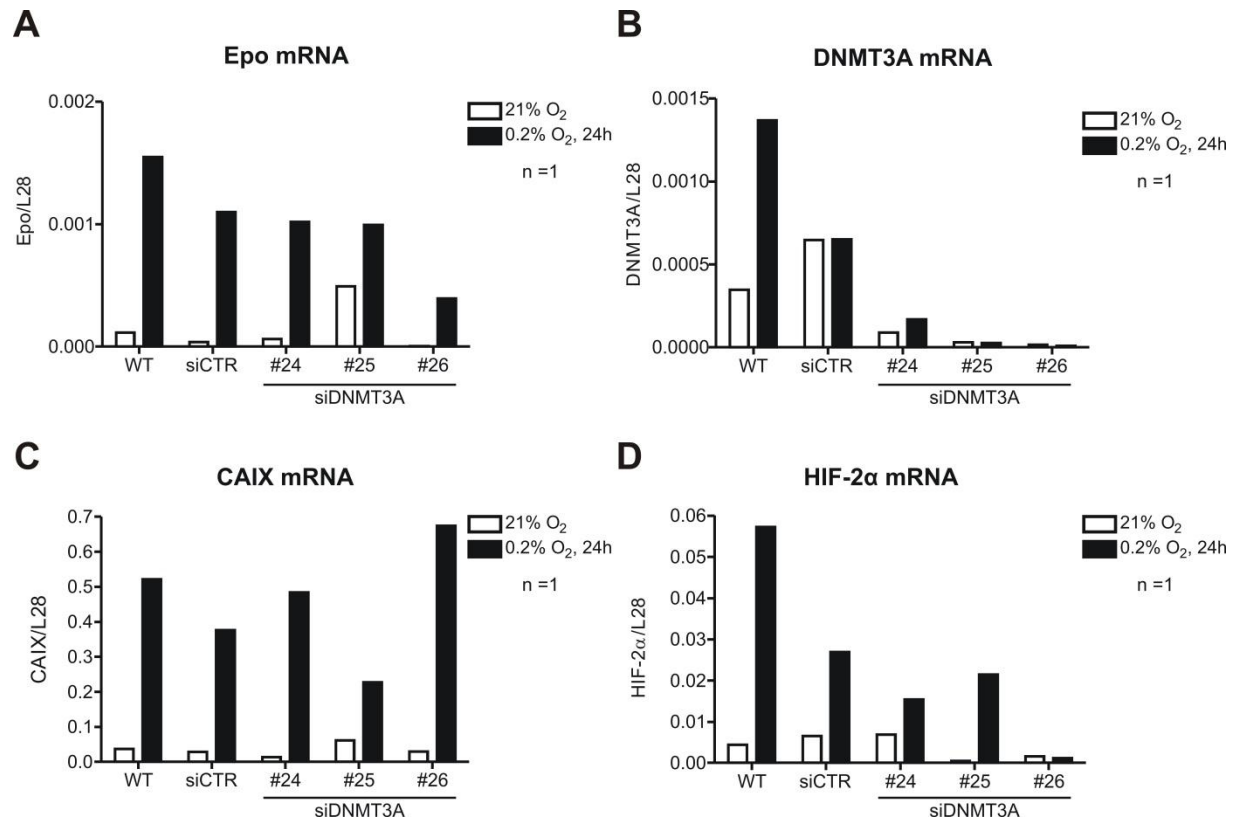 A
Epo mRNA
Epo/L28
0.002
0.001
0.000
21% O₂
0.2% O₂, 24h
n =1
WT siCTR #24 #25 #26
siDNMT3A
B
DNMT3A mRNA
DNMT3A/L28
0.0015
0.0010
0.0005
0.0000
21% O₂
0.2% O₂, 24h
n =1
WT siCTR #24 #25 #26
siDNMT3A
C
CAIX mRNA
CAIX/L28
0.7
0.6
0.5
0.4
0.3
0.2
0.1
0.0
21% O₂
0.2% O₂, 24h
n =1
WT siCTR #24 #25 #26
siDNMT3A
D
HIF-2α mRNA
HIF-2α/L28
0.06
0.05
0.04
0.03
0.02
0.01
0.00
21% O₂
0.2% O₂, 24h
n =1
WT siCTR #24 #25 #26
siDNMT3A